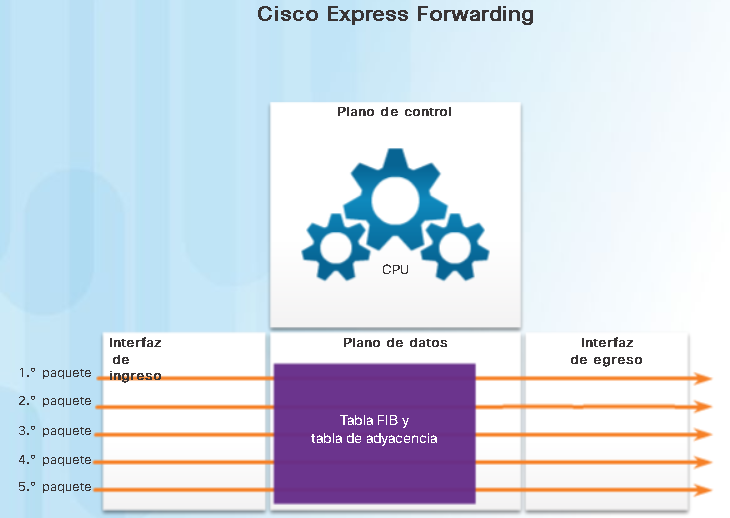 Cisco Express Forwarding
Plano de control
CPU
Interfaz
de
ingreso
Plano de datos
Interfaz
de egreso
1.° paquete
2.° paquete
3.° paquete
4.° paquete
5.° paquete
Tabla FIB y
tabla de adyacencia